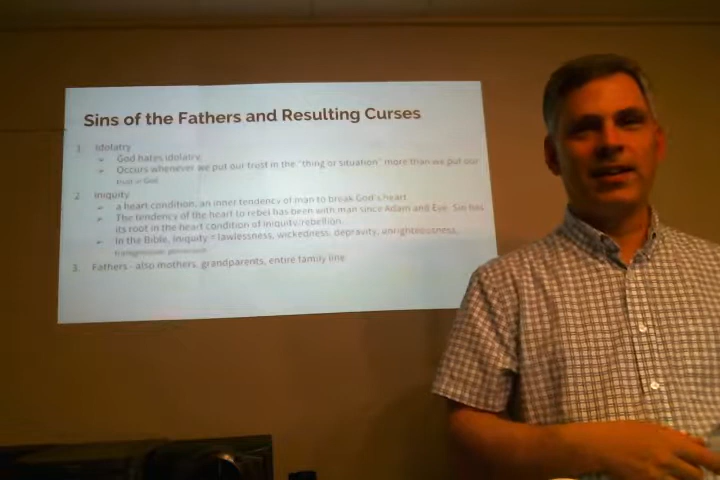 Sins of the Fathers and Resulting Curses
1. Idolatry
➢ God hates idolatry
➢ Occurs whenever we put our trust in the "thing or situation" more than we put our
trust in God
2. Iniquity
➢ a heart condition, an inner tendency of man to break God's heart
➢ The tendency of the heart to rebel has been with man since Adam and Eve. Sin has
its root in the heart condition of iniquity/rebellion
➢ In the Bible, Iniquity = lawlessness, wickedness, depravity, unrighteousness,
3. Fathers - also mothers, grandparents, entire family line